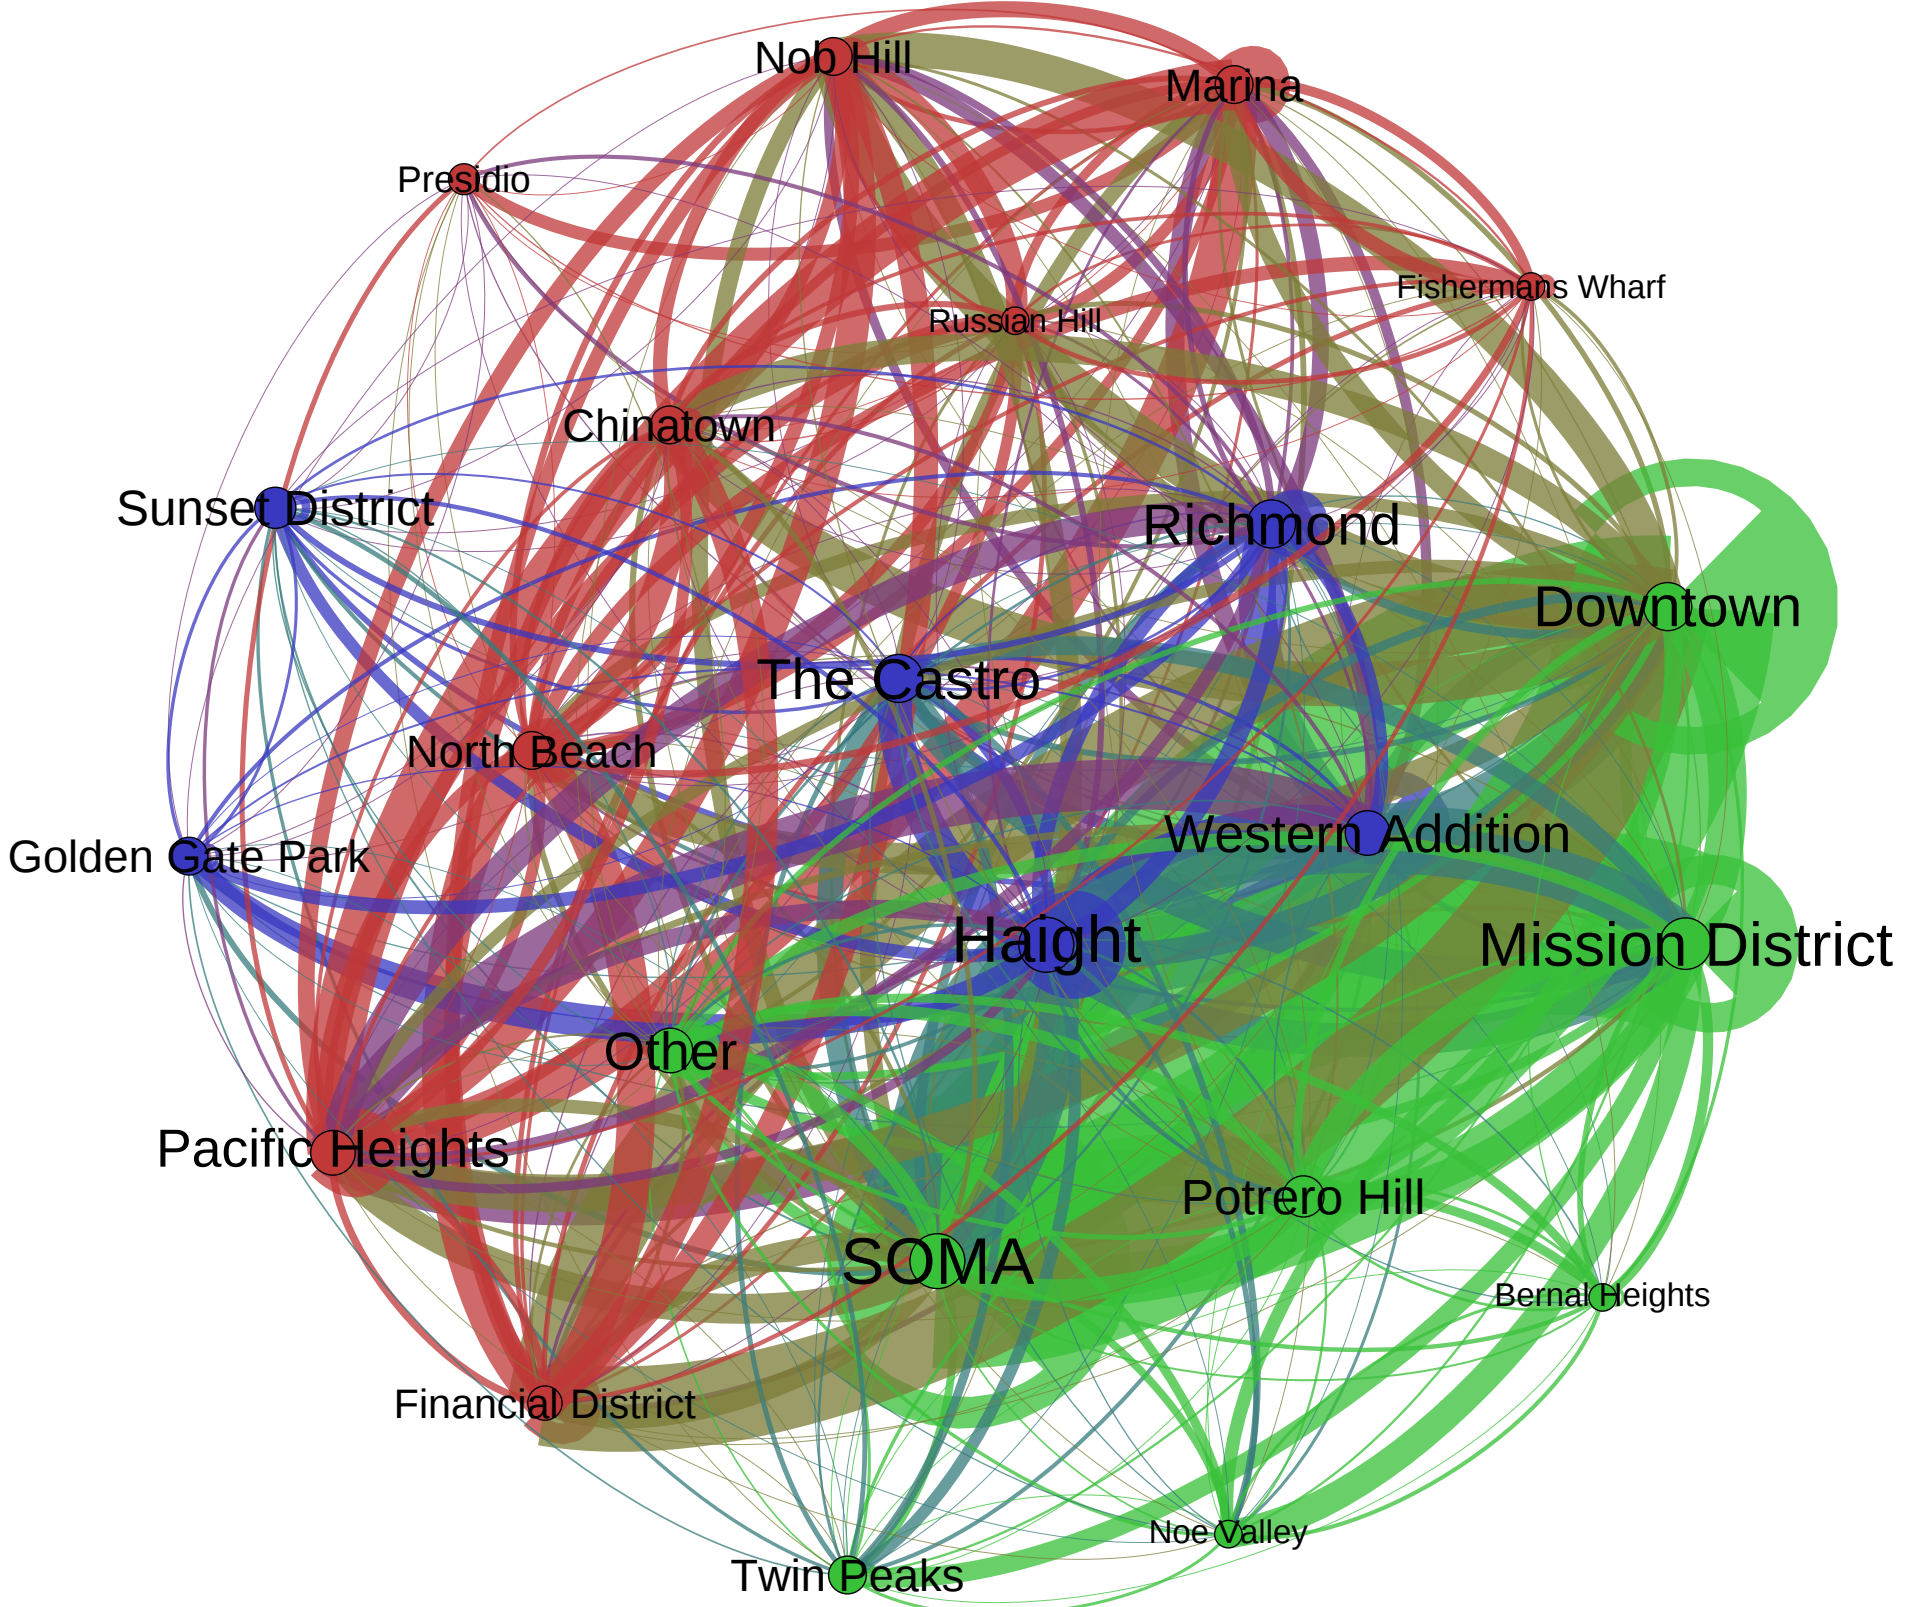 Nob Hill
Marina
Presidio
Fishermans Wharf
Russian Hill
Chinatown
Sunset District
Richmond
Downtown
The Castro
North Beach
Western Addition
Golden Gate Park
Haight
Mission District
Other
Pacific Heights
Potrero Hill
SOMA
Bernal Heights
Financial District
Noe Valley
Twin Peaks